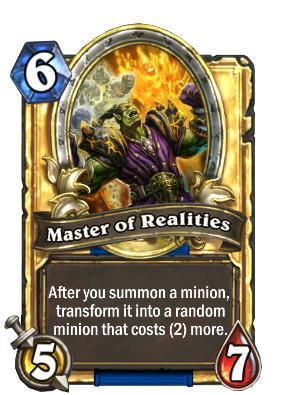 6
Master of Realities
After you summon a minion,
transform it into a random
minion that costs (2) more.
5
7